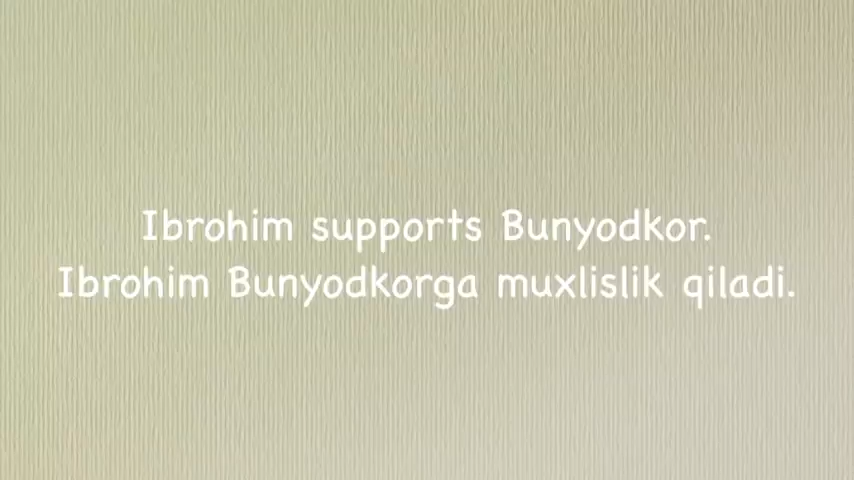 Ibrohim supports Bunyodkor.
Ibrohim Bunyodkorga muxlislik qiladi.